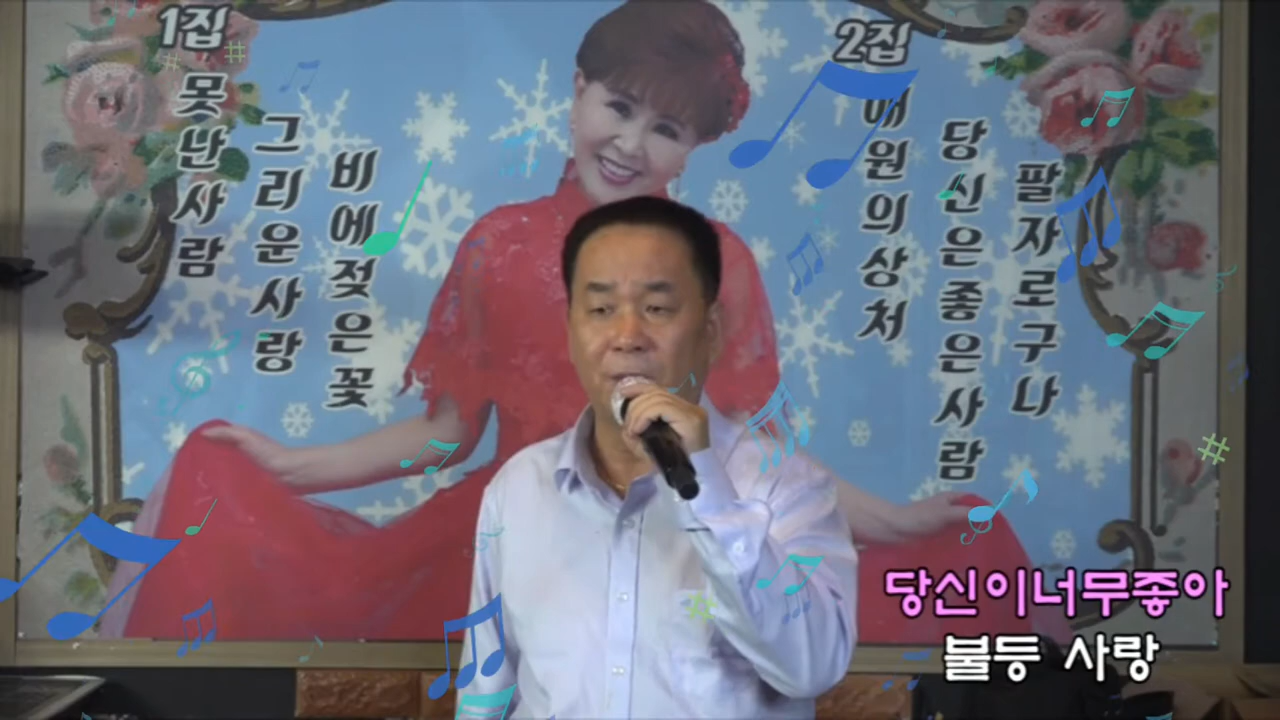 1집
못난사람
그리운사랑
비에젖은꽃
2집
애원의상처
당신은좋은사람
팔자로구나
당신이너무좋아
불등 사랑